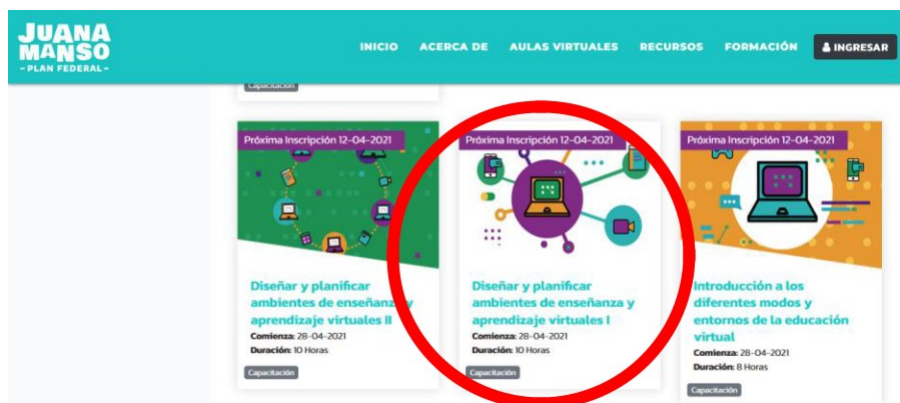 JUANA
MANSO
- PLAN FEDERAL -
INICIO ACERCA DE AULAS VIRTUALES RECURSOS FORMACIÓN INGRESAR
Capacitación
Próxima Inscripción 12-04-2021
Diseñar y planificar
ambientes de enseñanza y
aprendizaje virtuales II
Comienza: 28-04-2021
Duración: 10 Horas
Capacitación
Próxima Inscripción 12-04-2021
Diseñar y planificar
ambientes de enseñanza y
aprendizaje virtuales I
Comienza: 28-04-2021
Duración: 10 Horas
Capacitación
Próxima Inscripción 12-04-2021
Introducción a los
diferentes modos y
entornos de la educación
virtual
Comienza: 28-04-2021
Duración: 8 Horas
Capacitación